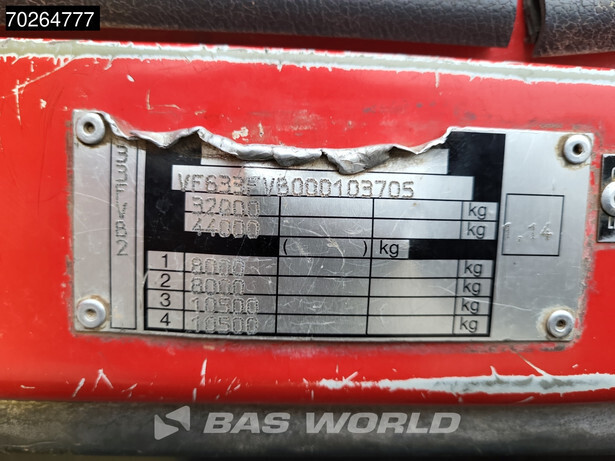 70264777
VF633FVB000103705
32000 kg
44000 kg
( ) kg
1 8000 kg
2 8000 kg
3 10500 kg
4 10500 kg
1.14
BAS WORLD